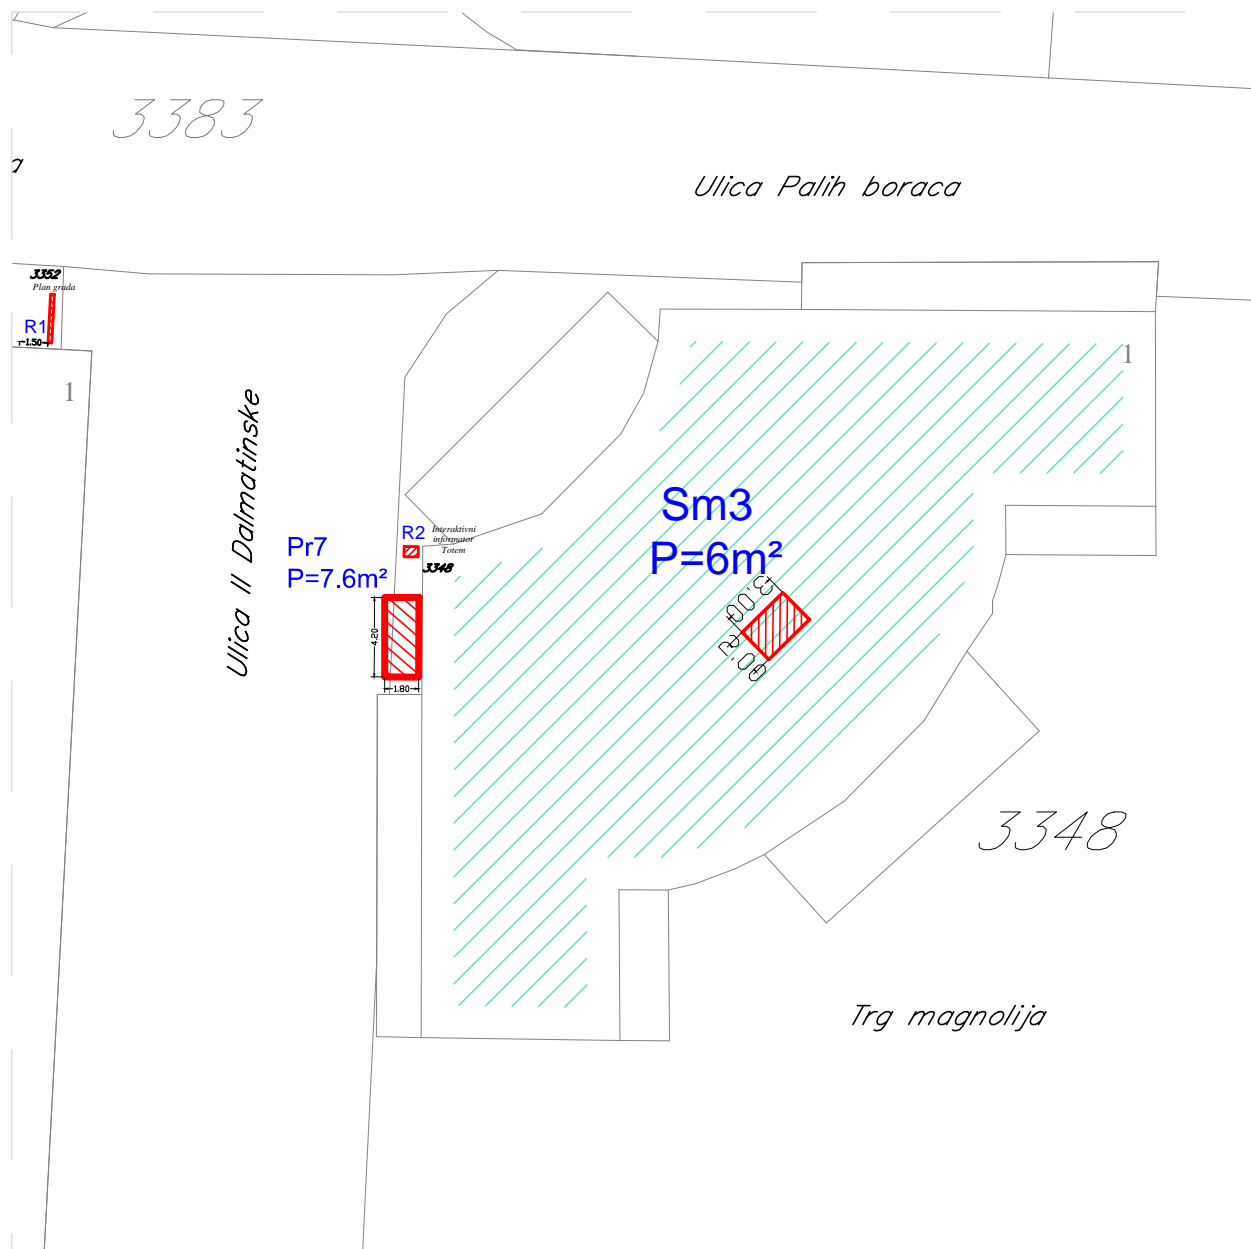 3383
Ulica Palih boraca
3352
Plan grada
R1
1.50
1
1
Ulica II Dalmatinske
Sm3
P=6m²
R2
Interaktivni
informator
Totem
3348
Pr7
P=7.6m²
4.20
1.80
3.00
2.00
3348
Trg magnolija